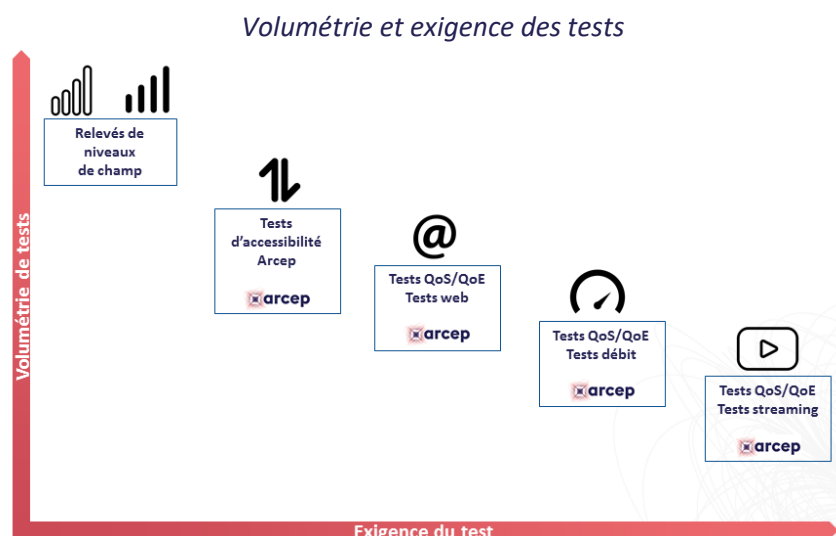 Volumétrie et exigence des tests
Relevés de
niveaux
de champ
Tests
d'accessibilité
Arcep
arcep
@
Tests QoS/QoE
Tests web
arcep
Tests QoS/QoE
Tests débit
arcep
Tests QoS/QoE
Tests streaming
arcep
Volumétrie de tests
Exigence du test